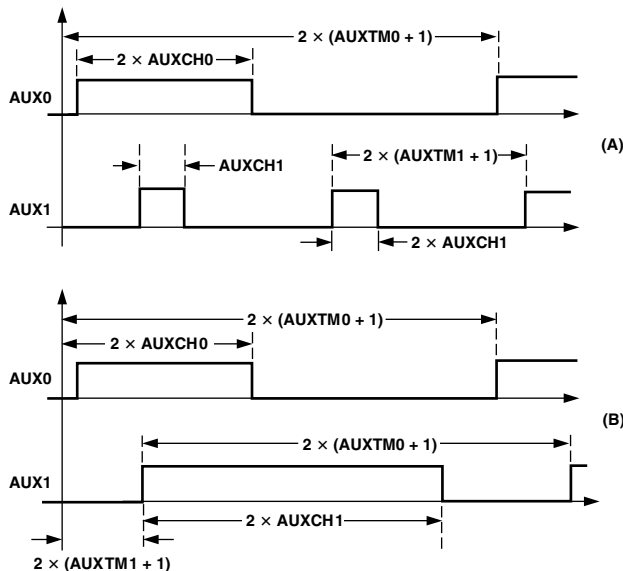 2 × (AUXTM0 + 1)
2 × AUXCH0
AUX0
(A)
2 × (AUXTM1 + 1)
AUXCH1
AUX1
2 × AUXCH1
2 × (AUXTM0 + 1)
2 × AUXCH0
AUX0
(B)
2 × (AUXTM0 + 1)
AUX1
2 × AUXCH1
2 × (AUXTM1 + 1)